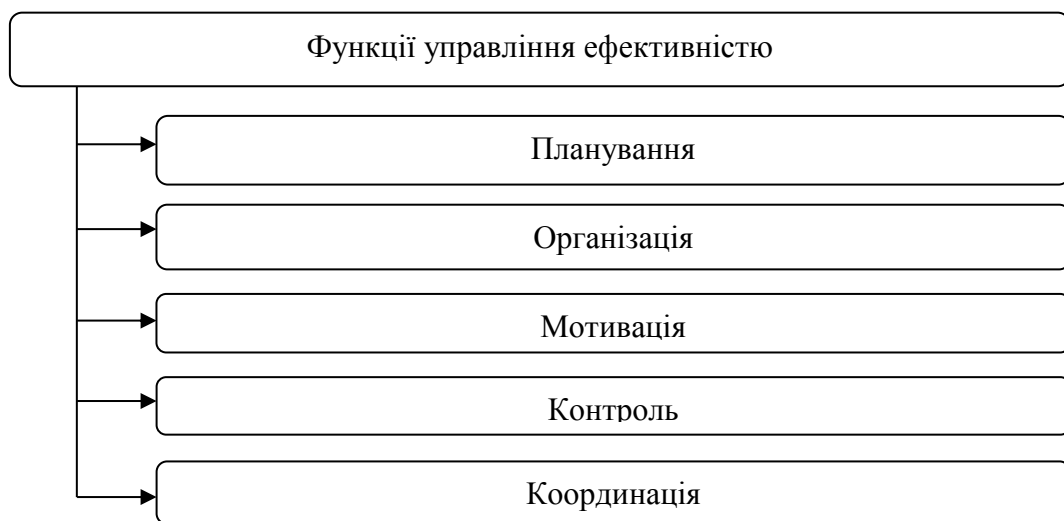 Функції управління ефективністю
Планування
Організація
Мотивація
Контроль
Координація